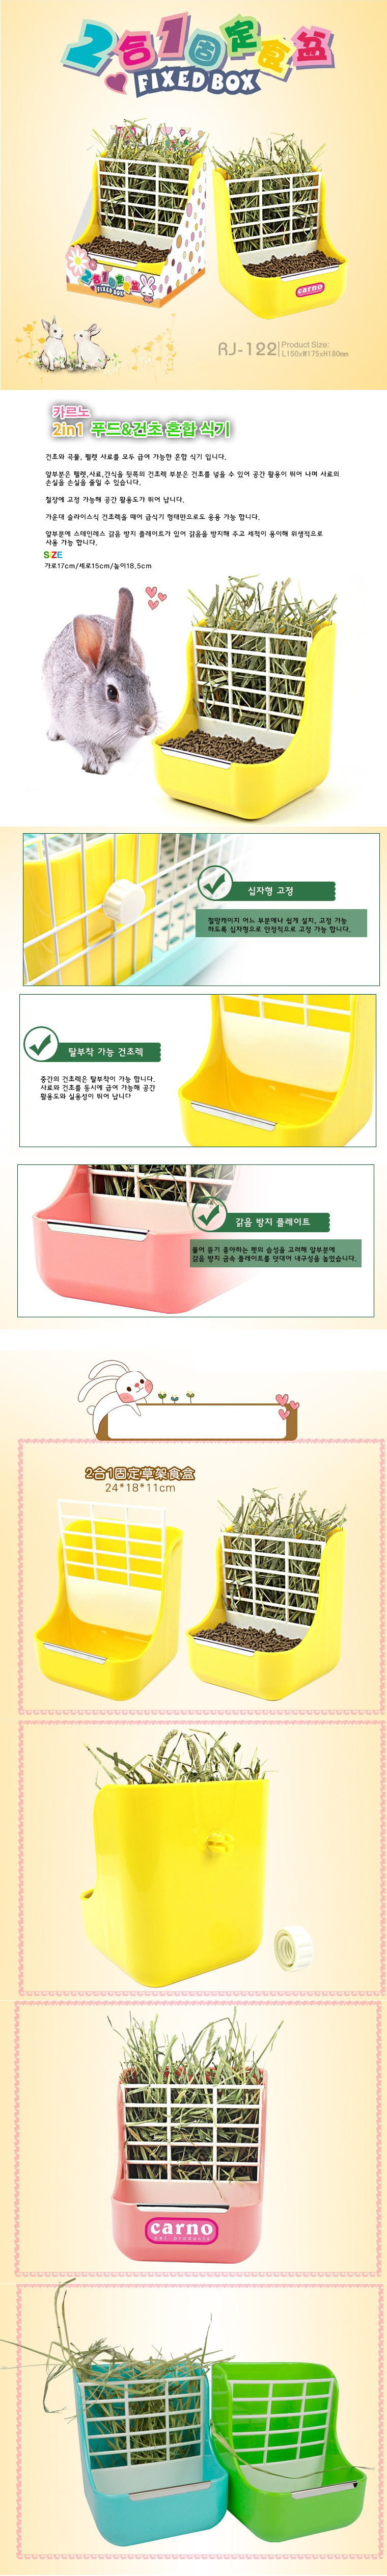 2合1固定食盆
FIXED BOX
2合1固定食盆
FIXED BOX
carno
RJ-122
Product Size:
L150xW175xH180mm
카르노
2in1 푸드&건초 혼합 식기
건초와 곡물, 펠렛 사료를 모두 급여 가능한 혼합 식기 입니다.
앞부분은 펠렛,사료,간식을 뒷쪽의 건초렉 부분은 건초를 넣을 수 있어 공간 활용이 뛰어 나며 사료의
손실을 손실을 줄일 수 있습니다.
철장에 고정 가능해 공간 활용도가 뛰어 납니다.
가운대 슬라이스식 건초렉을 떼어 급식기 형태만으로도 응용 가능 합니다.
앞부분에 스테인레스 갉음 방지 플레이트가 있어 갉음을 방지해 주고 세척이 용이해 위생적으로
사용 가능 합니다.
SIZE
가로17cm/세로15cm/높이18,5cm
십자형 고정
철망케이지 어느 부분에나 쉽게 설치, 고정 가능
하도록 십자형으로 안정적으로 고정 가능 합니다.
탈부착 가능 건초렉
중간의 건초렉은 탈부착이 가능 합니다.
사료와 건초를 동시에 급여 가능해 공간
활용도와 실용성이 뛰어 납니다
갉음 방지 플레이트
물어 뜯기 좋아하는 펫의 습성을 고려해 앞부분에
갉음 방지 금속 플레이트를 덧대어 내구성을 높였습니다.
2合1固定草架食盒
24*18*11cm
carno
pet products